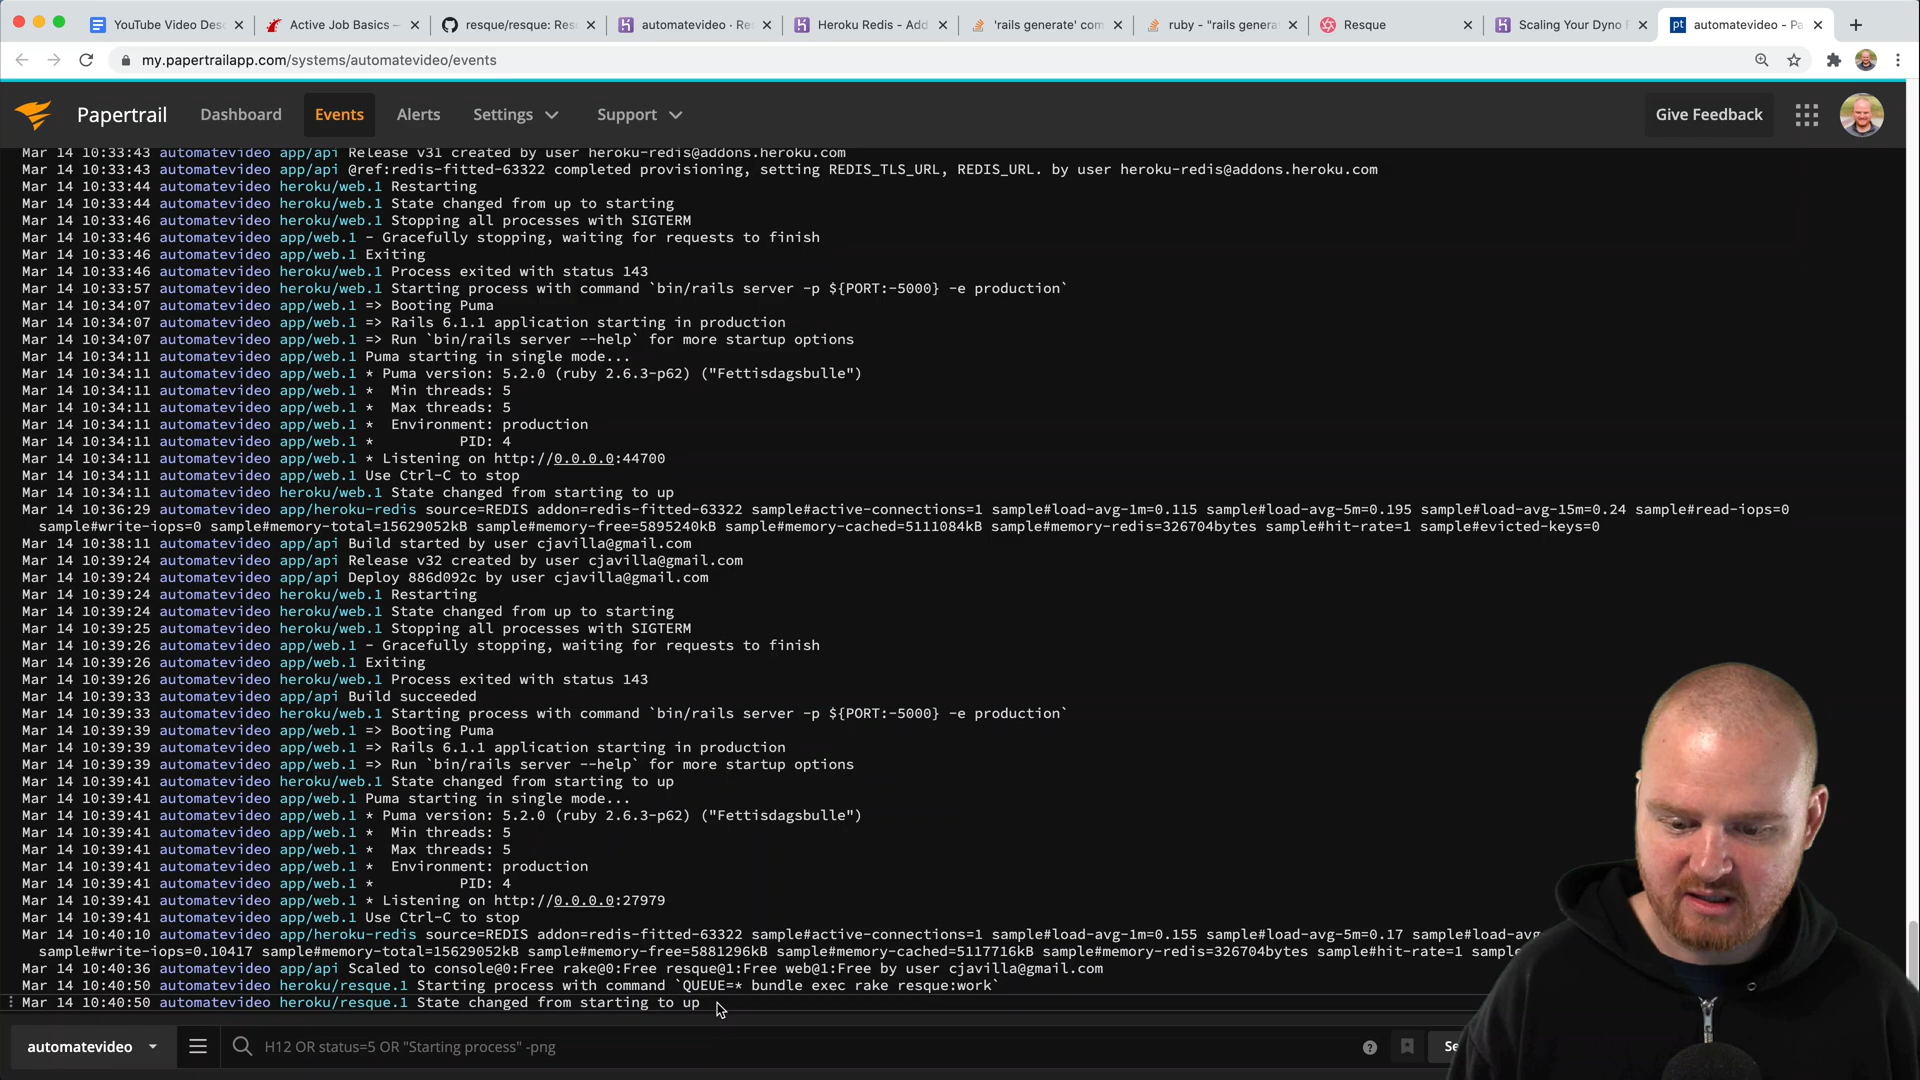 YouTube Video Des
Active Job Basics —
resque/resque: Res
automatevideo · Re
Heroku Redis - Add
'rails generate' com
ruby - "rails genera
Resque
Scaling Your Dyno F
automatevideo - Pa
my.papertrailapp.com/systems/automatevideo/events
Papertrail
Dashboard
Events
Alerts
Settings
Support
Give Feedback
Mar 14 10:33:43 automatevideo app/api Release v31 created by user heroku-redis@addons.heroku.com
Mar 14 10:33:43 automatevideo app/api @ref:redis-fitted-63322 completed provisioning, setting REDIS_TLS_URL, REDIS_URL. by user heroku-redis@addons.heroku.com
Mar 14 10:33:44 automatevideo heroku/web.1 Restarting
Mar 14 10:33:44 automatevideo heroku/web.1 State changed from up to starting
Mar 14 10:33:46 automatevideo heroku/web.1 Stopping all processes with SIGTERM
Mar 14 10:33:46 automatevideo app/web.1 - Gracefully stopping, waiting for requests to finish
Mar 14 10:33:46 automatevideo app/web.1 Exiting
Mar 14 10:33:46 automatevideo heroku/web.1 Process exited with status 143
Mar 14 10:33:57 automatevideo heroku/web.1 Starting process with command `bin/rails server -p ${PORT:-5000} -e production`
Mar 14 10:34:07 automatevideo app/web.1 => Booting Puma
Mar 14 10:34:07 automatevideo app/web.1 => Rails 6.1.1 application starting in production
Mar 14 10:34:07 automatevideo app/web.1 => Run `bin/rails server --help` for more startup options
Mar 14 10:34:11 automatevideo app/web.1 Puma starting in single mode...
Mar 14 10:34:11 automatevideo app/web.1 * Puma version: 5.2.0 (ruby 2.6.3-p62) ("Fettisdagsbulle")
Mar 14 10:34:11 automatevideo app/web.1 * Min threads: 5
Mar 14 10:34:11 automatevideo app/web.1 * Max threads: 5
Mar 14 10:34:11 automatevideo app/web.1 * Environment: production
Mar 14 10:34:11 automatevideo app/web.1 * PID: 4
Mar 14 10:34:11 automatevideo app/web.1 * Listening on http://0.0.0.0:44700
Mar 14 10:34:11 automatevideo app/web.1 Use Ctrl-C to stop
Mar 14 10:34:11 automatevideo heroku/web.1 State changed from starting to up
Mar 14 10:36:29 automatevideo app/heroku-redis source=REDIS addon=redis-fitted-63322 sample#active-connections=1 sample#load-avg-1m=0.115 sample#load-avg-5m=0.195 sample#load-avg-15m=0.24 sample#read-iops=0
sample#write-iops=0 sample#memory-total=15629052kB sample#memory-free=5895240kB sample#memory-cached=5111084kB sample#memory-redis=326704bytes sample#hit-rate=1 sample#evicted-keys=0
Mar 14 10:38:11 automatevideo app/api Build started by user cjavilla@gmail.com
Mar 14 10:39:24 automatevideo app/api Release v32 created by user cjavilla@gmail.com
Mar 14 10:39:24 automatevideo app/api Deploy 886d092c by user cjavilla@gmail.com
Mar 14 10:39:24 automatevideo heroku/web.1 Restarting
Mar 14 10:39:24 automatevideo heroku/web.1 State changed from up to starting
Mar 14 10:39:25 automatevideo heroku/web.1 Stopping all processes with SIGTERM
Mar 14 10:39:26 automatevideo app/web.1 - Gracefully stopping, waiting for requests to finish
Mar 14 10:39:26 automatevideo app/web.1 Exiting
Mar 14 10:39:26 automatevideo heroku/web.1 Process exited with status 143
Mar 14 10:39:33 automatevideo app/api Build succeeded
Mar 14 10:39:33 automatevideo heroku/web.1 Starting process with command `bin/rails server -p ${PORT:-5000} -e production`
Mar 14 10:39:39 automatevideo app/web.1 => Booting Puma
Mar 14 10:39:39 automatevideo app/web.1 => Rails 6.1.1 application starting in production
Mar 14 10:39:39 automatevideo app/web.1 => Run `bin/rails server --help` for more startup options
Mar 14 10:39:41 automatevideo heroku/web.1 State changed from starting to up
Mar 14 10:39:41 automatevideo app/web.1 Puma starting in single mode...
Mar 14 10:39:41 automatevideo app/web.1 * Puma version: 5.2.0 (ruby 2.6.3-p62) ("Fettisdagsbulle")
Mar 14 10:39:41 automatevideo app/web.1 * Min threads: 5
Mar 14 10:39:41 automatevideo app/web.1 * Max threads: 5
Mar 14 10:39:41 automatevideo app/web.1 * Environment: production
Mar 14 10:39:41 automatevideo app/web.1 * PID: 4
Mar 14 10:39:41 automatevideo app/web.1 * Listening on http://0.0.0.0:27979
Mar 14 10:39:41 automatevideo app/web.1 Use Ctrl-C to stop
Mar 14 10:40:10 automatevideo app/heroku-redis source=REDIS addon=redis-fitted-63322 sample#active-connections=1 sample#load-avg-1m=0.155 sample#load-avg-5m=0.17 sample#load-avg-
sample#write-iops=0.10417 sample#memory-total=15629052kB sample#memory-free=5881296kB sample#memory-cached=5117716kB sample#memory-redis=326704bytes sample#hit-rate=1 sample#
Mar 14 10:40:36 automatevideo app/api Scaled to console@0:Free rake@0:Free resque@1:Free web@1:Free by user cjavilla@gmail.com
Mar 14 10:40:50 automatevideo heroku/resque.1 Starting process with command `QUEUE=* bundle exec rake resque:work`
Mar 14 10:40:50 automatevideo heroku/resque.1 State changed from starting to up
automatevideo
H12 OR status=5 OR "Starting process" -png
Se